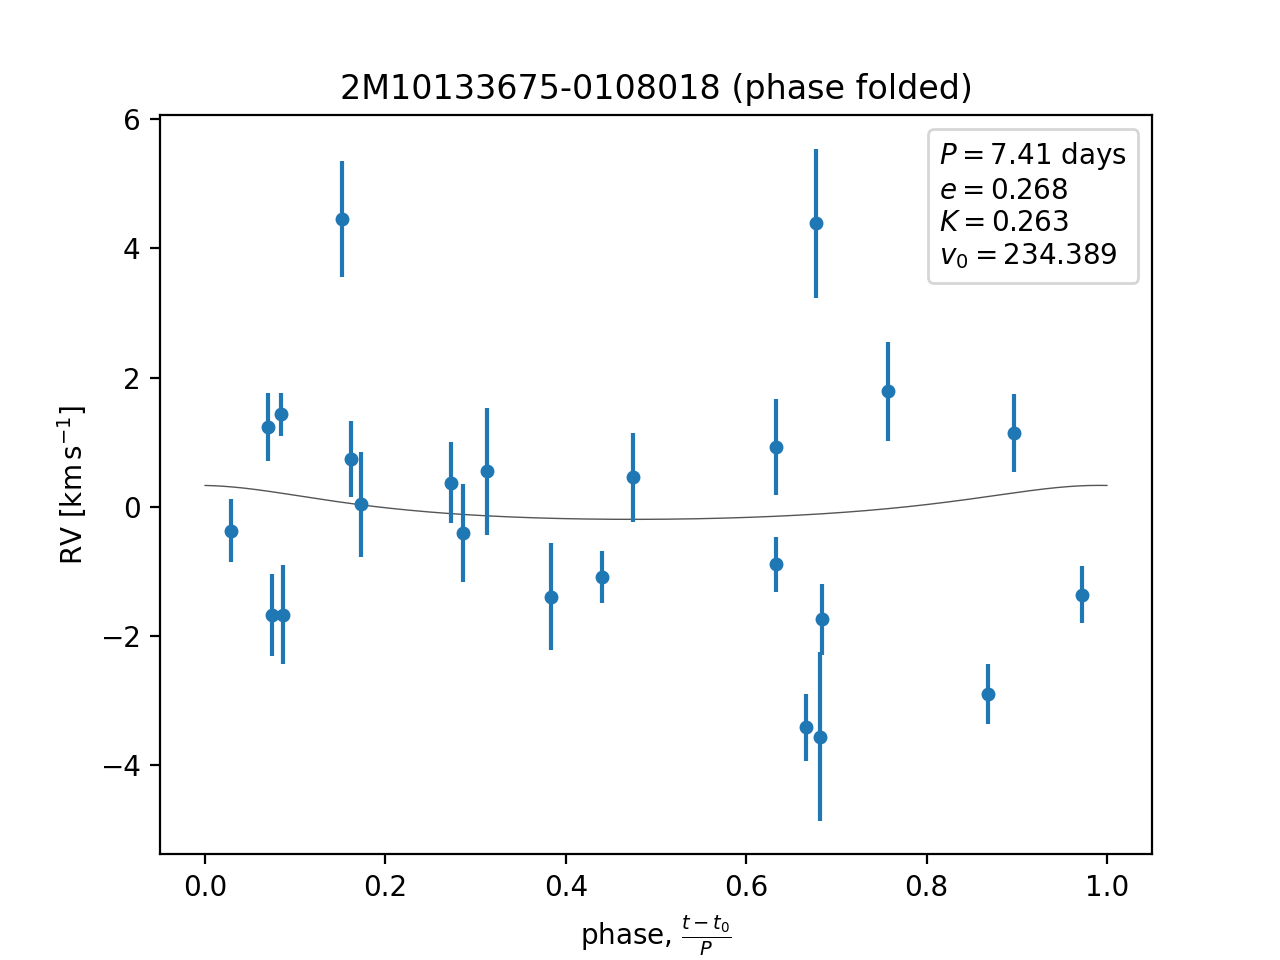 2M10133675-0108018 (phase folded)
P = 7.41 days
e = 0.268
K = 0.263
v₀ = 234.389
6
4
2
0
−2
−4
RV [km s⁻¹]
0.0 0.2 0.4 0.6 0.8 1.0
phase, (t − t₀)/P